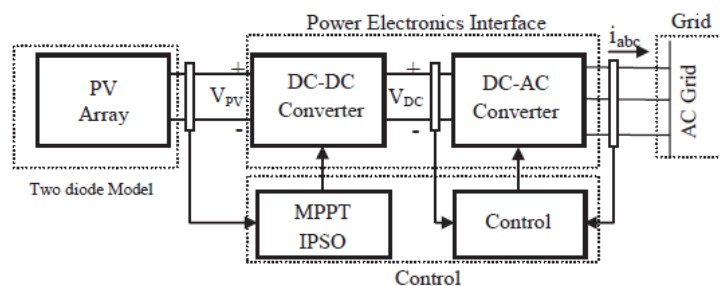 Power Electronics Interface
Grid
i_abc
PV
Array
+
V_PV
-
DC-DC
Converter
+
V_DC
-
DC-AC
Converter
AC Grid
Two diode Model
MPPT
IPSO
Control
Control